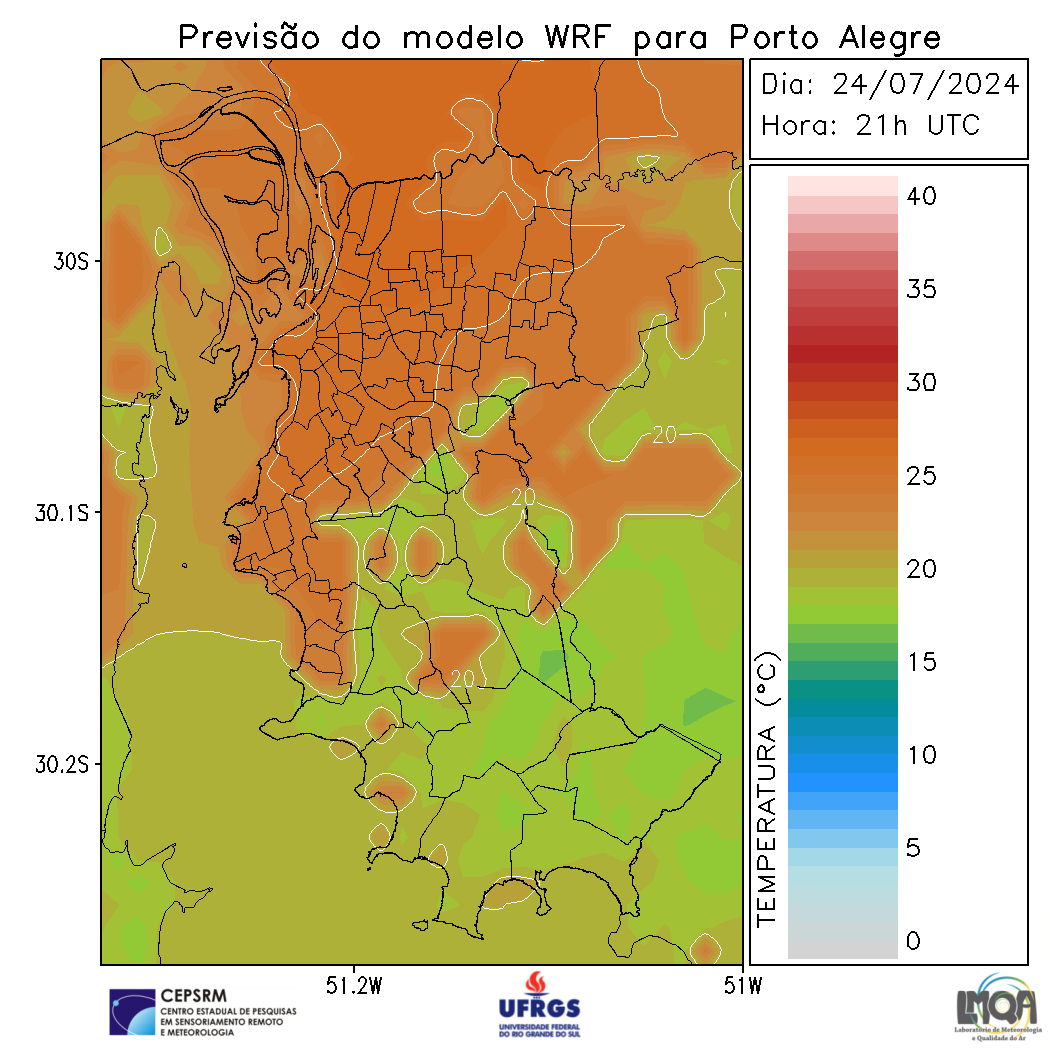 Previsão do modelo WRF para Porto Alegre
Dia: 24/07/2024
Hora: 21h UTC
30S
30.1S
30.2S
51.2W
51W
20
20
20
TEMPERATURA (°C)
40
35
30
25
20
15
10
5
0
CEPSRM
CENTRO ESTADUAL DE PESQUISAS
EM SENSORIAMENTO REMOTO
E METEOROLOGIA
UFRGS
UNIVERSIDADE FEDERAL
DO RIO GRANDE DO SUL
LMQA
Laboratório de Meteorologia
e Qualidade do Ar